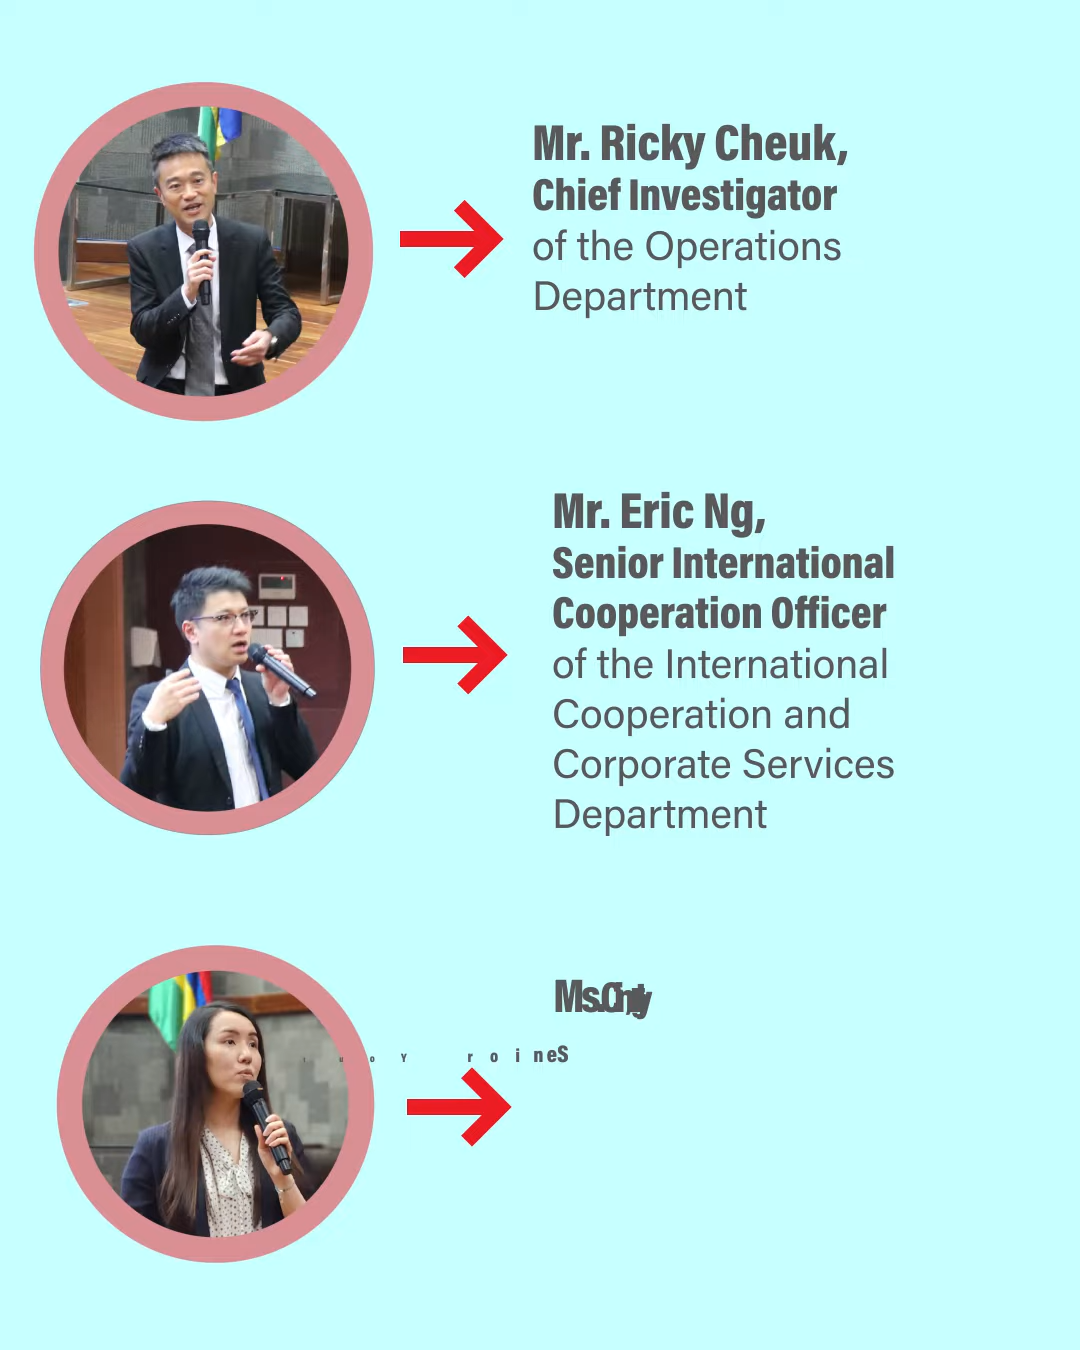 Mr. Ricky Cheuk,
Chief Investigator
of the Operations
Department
Mr. Eric Ng,
Senior International
Cooperation Officer
of the International
Cooperation and
Corporate Services
Department
Ms.